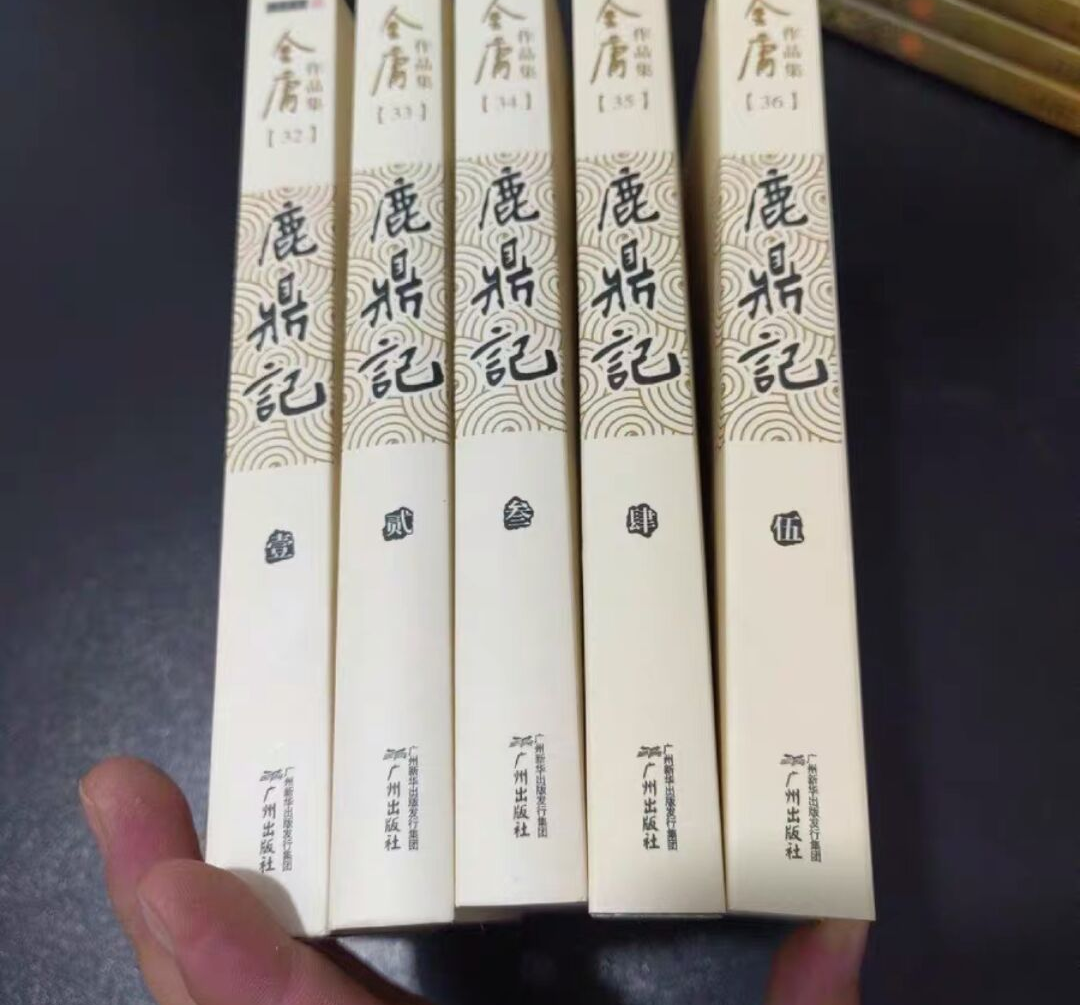 金庸
作品集
【32】
鹿鼎記
壹
广州新华出版发行集团
广州出版社
金庸
作品集
【33】
鹿鼎記
贰
广州新华出版发行集团
广州出版社
金庸
作品集
【34】
鹿鼎記
叁
广州新华出版发行集团
广州出版社
金庸
作品集
【35】
鹿鼎記
肆
广州新华出版发行集团
广州出版社
金庸
作品集
【36】
鹿鼎記
伍
广州新华出版发行集团
广州出版社